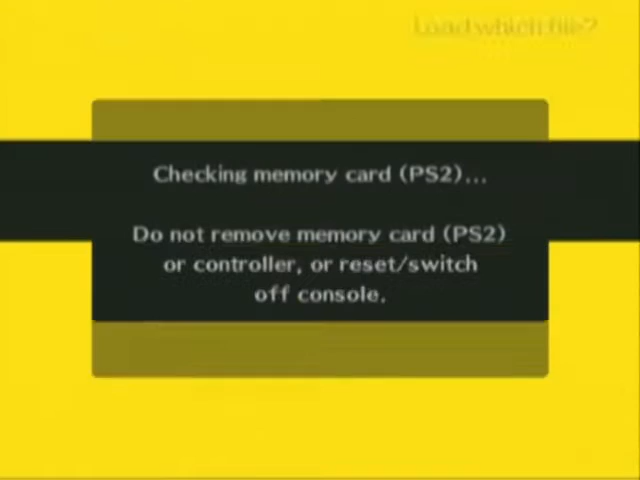 Load which file?
Checking memory card (PS2)...
Do not remove memory card (PS2)
or controller, or reset/switch
off console.